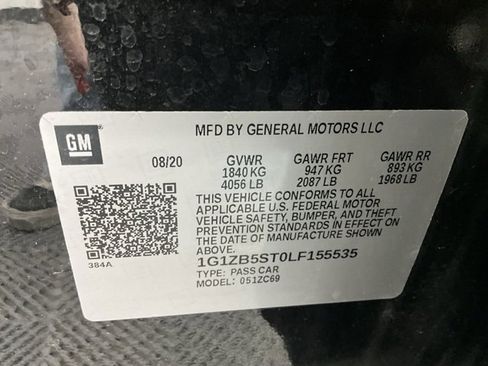 GM
MFD BY GENERAL MOTORS LLC
08/20 GVWR GAWR FRT GAWR RR
1840 KG 947 KG 893 KG
4056 LB 2087 LB 1968 LB
THIS VEHICLE CONFORMS TO ALL
APPLICABLE U.S. FEDERAL MOTOR
VEHICLE SAFETY, BUMPER, AND THEFT
PREVENTION STANDARDS IN EFFECT ON
THE DATE OF MANUFACTURE SHOWN
ABOVE.
384A
1G1ZB5ST0LF155535
TYPE: PASS CAR
MODEL: 051ZC69